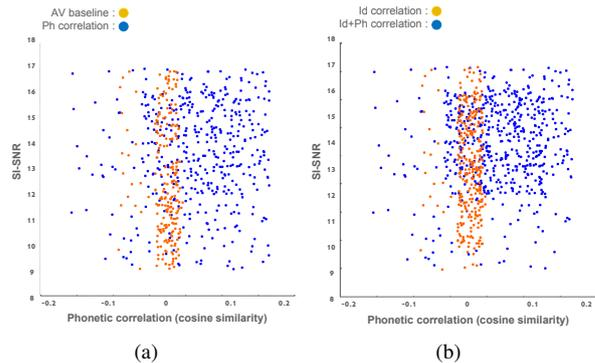 AV baseline :
Ph correlation :
18
17
16
15
14
13
12
11
10
9
8
SI-SNR
-0.2 -0.1 0 0.1 0.2
Phonetic correlation (cosine similarity)
(a)
Id correlation :
Id+Ph correlation :
18
17
16
15
14
13
12
11
10
9
8
SI-SNR
-0.2 -0.1 0 0.1 0.2
Phonetic correlation (cosine similarity)
(b)